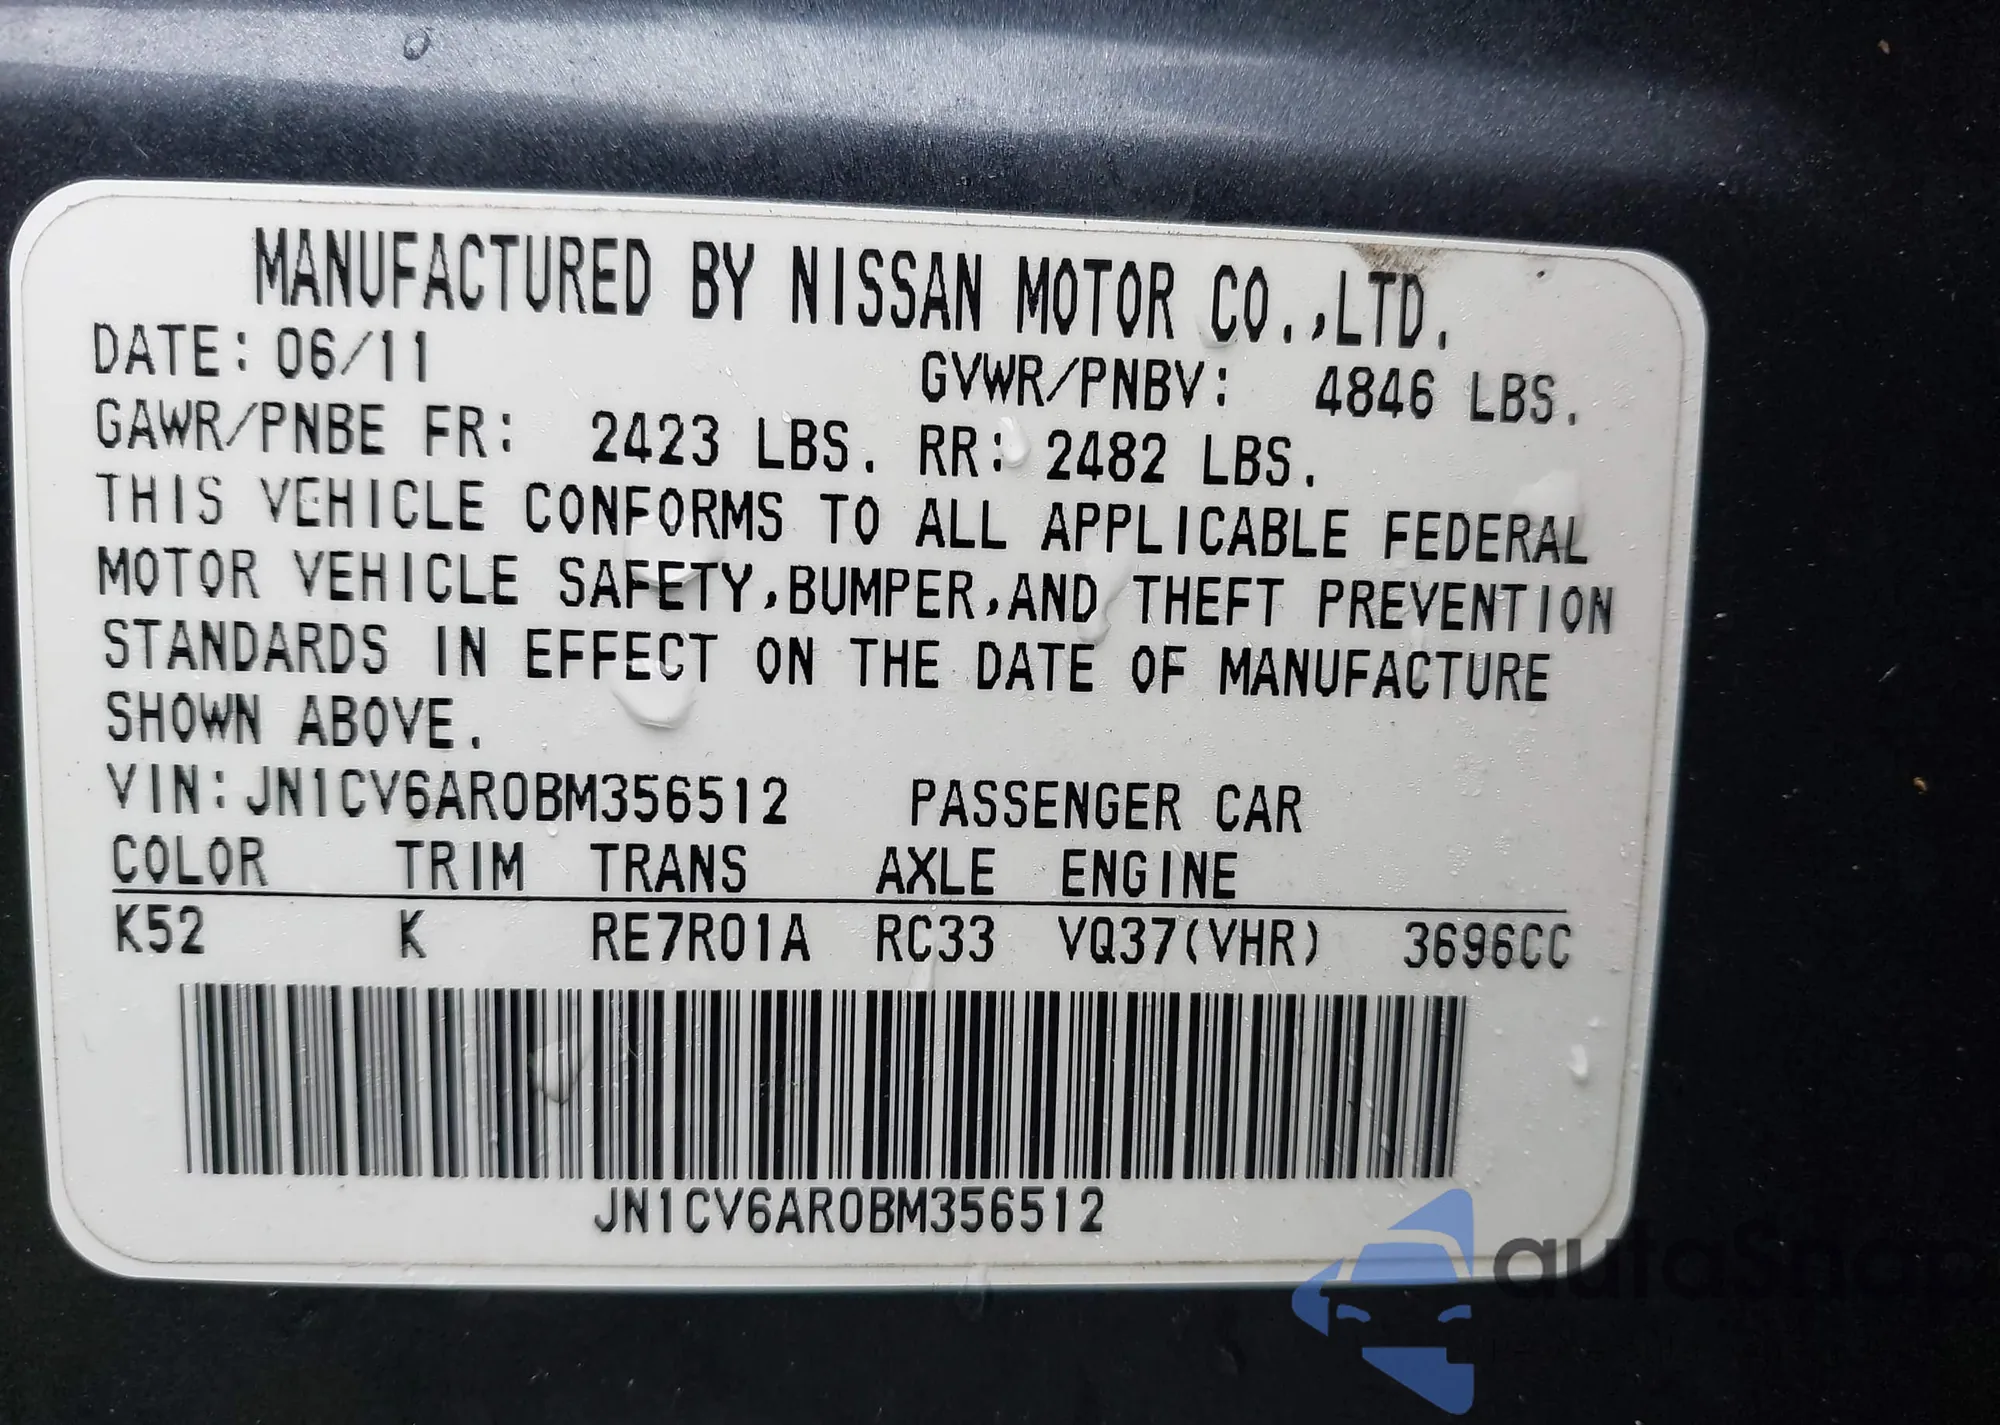 MANUFACTURED BY NISSAN MOTOR CO.,LTD.
DATE: 06/11 GVWR/PNBV: 4846 LBS.
GAWR/PNBE FR: 2423 LBS. RR: 2482 LBS.
THIS VEHICLE CONFORMS TO ALL APPLICABLE FEDERAL
MOTOR VEHICLE SAFETY,BUMPER,AND THEFT PREVENTION
STANDARDS IN EFFECT ON THE DATE OF MANUFACTURE
SHOWN ABOVE.
VIN:JN1CV6AR0BM356512 PASSENGER CAR
COLOR TRIM TRANS AXLE ENGINE
K52 K RE7R01A RC33 VQ37(VHR) 3696CC
JN1CV6AR0BM356512
autoSnap